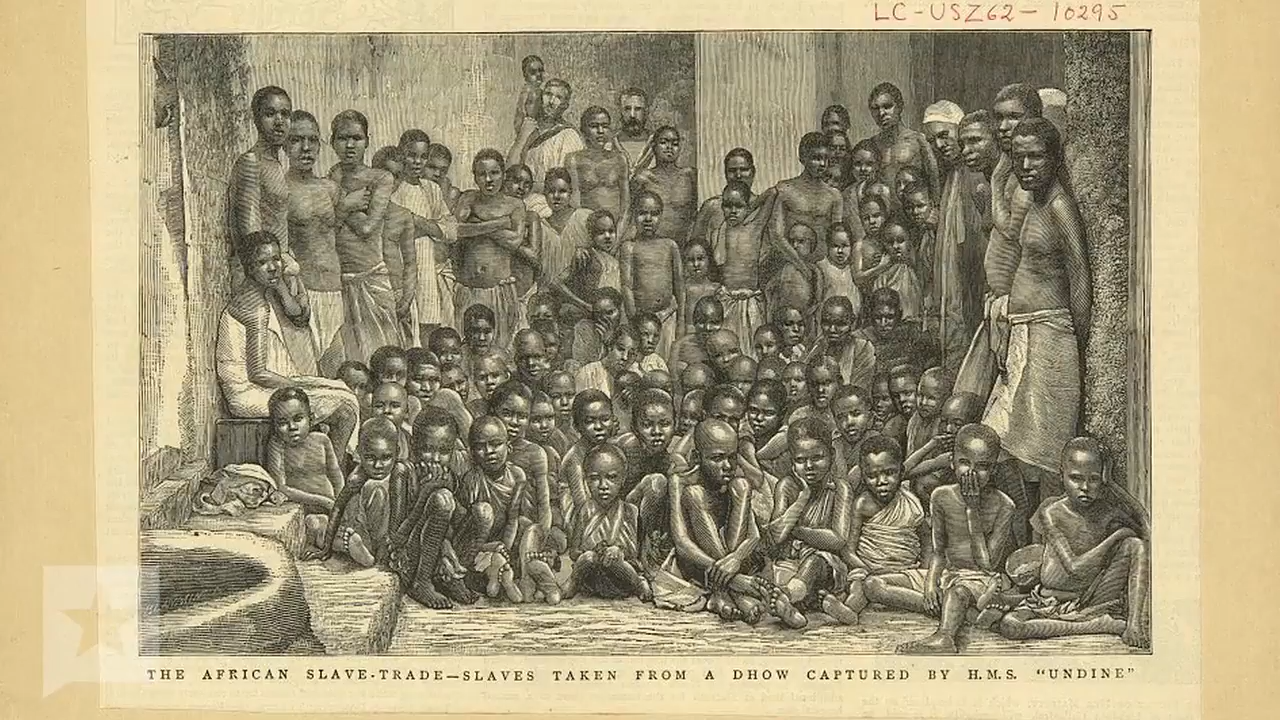 LC-USZ62-10295
THE AFRICAN SLAVE-TRADE—SLAVES TAKEN FROM A DHOW CAPTURED BY H.M.S. “UNDINE”